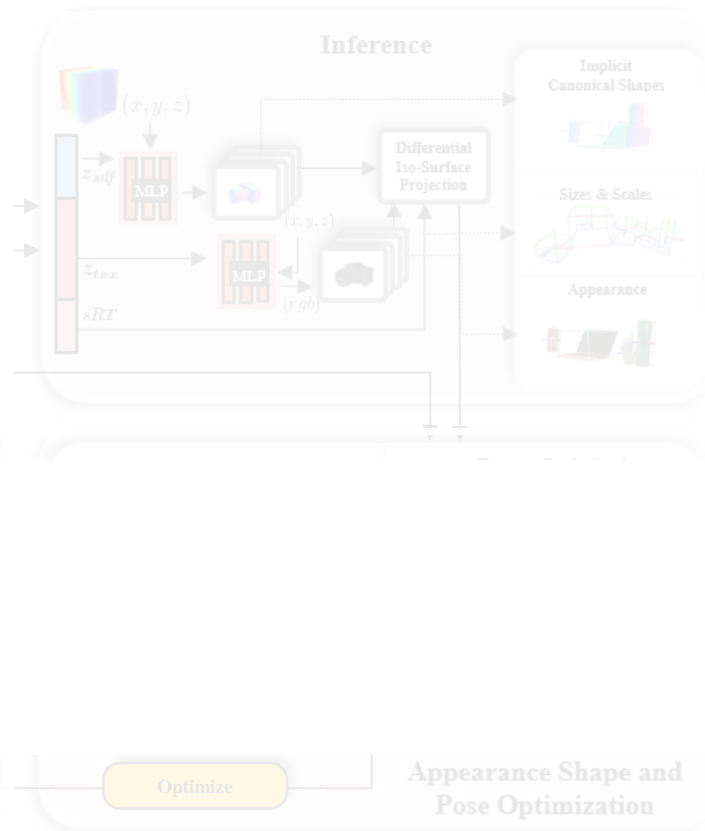 Inference
Implicit
Canonical Shapes
(x, y, z)
Differential
Iso-Surface
Projection
z_sdf
MLP
Sizes & Scales
(x, y, z)
z_tex
MLP
(rgb)
Appearance
sRT
Optimize
Appearance Shape and
Pose Optimization